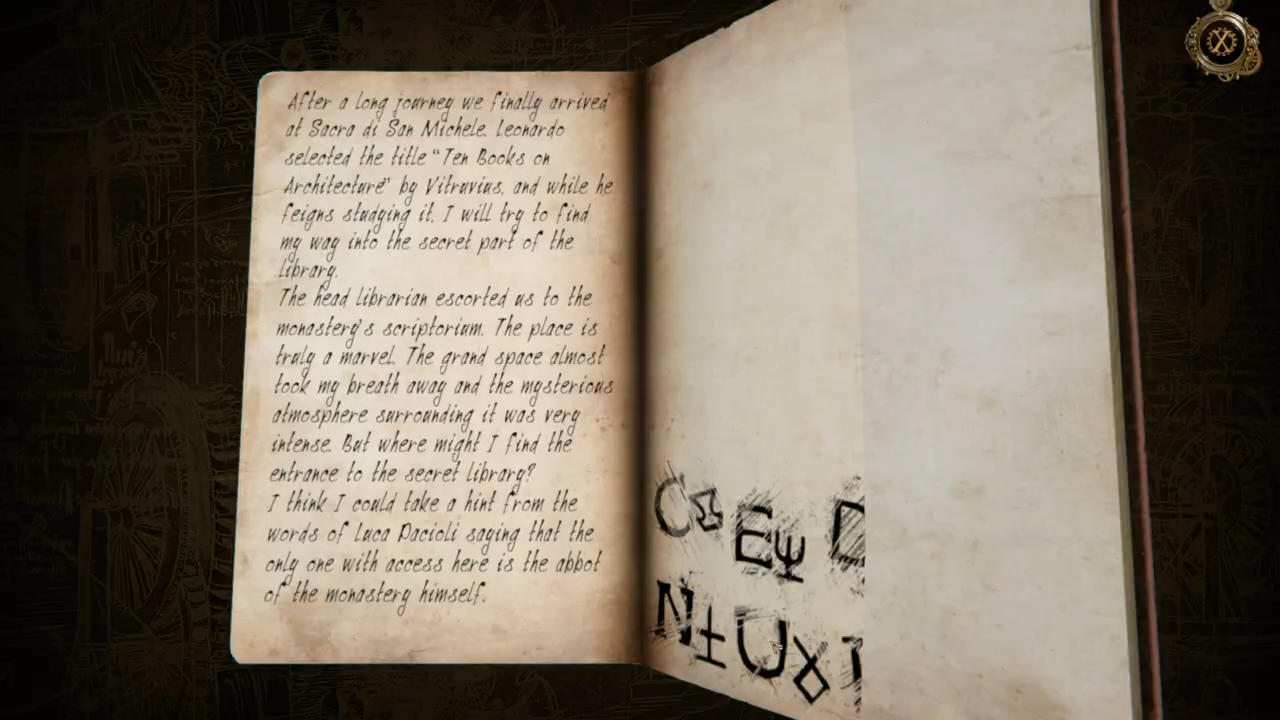 After a long journey we finally arrived
at Sacra di San Michele. Leonardo
selected the title "Ten Books on
Architecture" by Vitruvius, and while he
feigns studying it, I will try to find
my way into the secret part of the
library.
The head librarian escorted us to the
monastery's scriptorium. The place is
truly a marvel. The grand space almost
took my breath away and the mysterious
atmosphere surrounding it was very
intense. But where might I find the
entrance to the secret library?
I think I could take a hint from the
words of Luca Pacioli saying that the
only one with access here is the abbot
of the monastery himself.
C E
N U
X